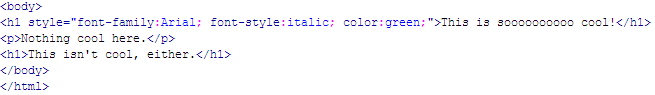 <body>
<h1 style="font-family:Arial; font-style:italic; color:green;">This is soooooooooo cool!</h1>
<p>Nothing cool here.</p>
<h1>This isn't cool, either.</h1>
</body>
</html>